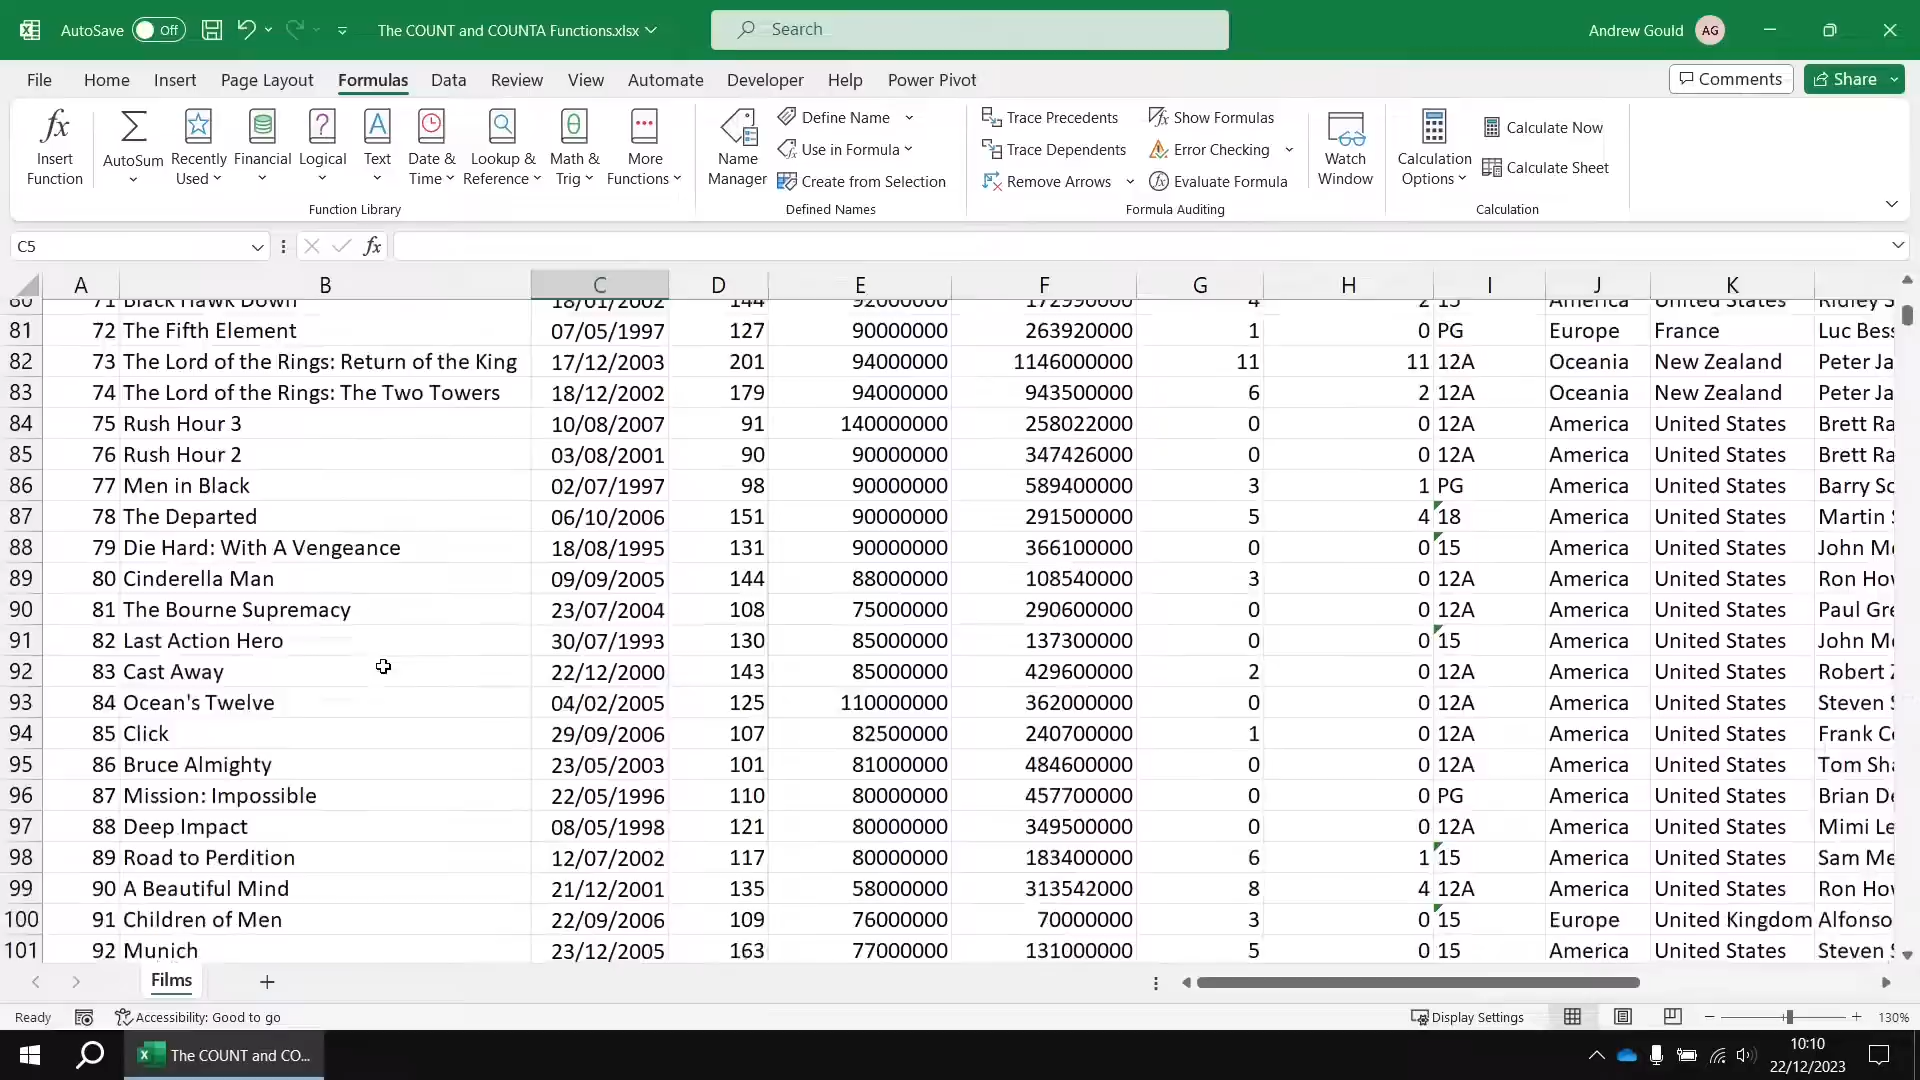 AutoSave Off The COUNT and COUNTA Functions.xlsx Search Andrew Gould AG
File Home Insert Page Layout Formulas Data Review View Automate Developer Help Power Pivot Comments Share
Insert Function AutoSum Recently Used Financial Logical Text Date & Time Lookup & Reference Math & Trig More Functions
Function Library
Name Manager Define Name Use in Formula Create from Selection
Defined Names
Trace Precedents Show Formulas
Trace Dependents Error Checking
Remove Arrows Evaluate Formula
Formula Auditing
Watch Window
Calculation Options Calculate Now Calculate Sheet
Calculation
C5 fx
A B C D E F G H I J K
80 71 Black Hawk Down 18/01/2002 144 92000000 172990000 4 2 15 America United States Ridley S
81 72 The Fifth Element 07/05/1997 127 90000000 263920000 1 0 PG Europe France Luc Bess
82 73 The Lord of the Rings: Return of the King 17/12/2003 201 94000000 1146000000 11 11 12A Oceania New Zealand Peter Ja
83 74 The Lord of the Rings: The Two Towers 18/12/2002 179 94000000 943500000 6 2 12A Oceania New Zealand Peter Ja
84 75 Rush Hour 3 10/08/2007 91 140000000 258022000 0 0 12A America United States Brett Ra
85 76 Rush Hour 2 03/08/2001 90 90000000 347426000 0 0 12A America United States Brett Ra
86 77 Men in Black 02/07/1997 98 90000000 589400000 3 1 PG America United States Barry So
87 78 The Departed 06/10/2006 151 90000000 291500000 5 4 18 America United States Martin
88 79 Die Hard: With A Vengeance 18/08/1995 131 90000000 366100000 0 0 15 America United States John Mc
89 80 Cinderella Man 09/09/2005 144 88000000 108540000 3 0 12A America United States Ron Hov
90 81 The Bourne Supremacy 23/07/2004 108 75000000 290600000 0 0 12A America United States Paul Gre
91 82 Last Action Hero 30/07/1993 130 85000000 137300000 0 0 15 America United States John Mc
92 83 Cast Away 22/12/2000 143 85000000 429600000 2 0 12A America United States Robert
93 84 Ocean's Twelve 04/02/2005 125 110000000 362000000 0 0 12A America United States Steven
94 85 Click 29/09/2006 107 82500000 240700000 1 0 12A America United States Frank Co
95 86 Bruce Almighty 23/05/2003 101 81000000 484600000 0 0 12A America United States Tom Sha
96 87 Mission: Impossible 22/05/1996 110 80000000 457700000 0 0 PG America United States Brian De
97 88 Deep Impact 08/05/1998 121 80000000 349500000 0 0 12A America United States Mimi Le
98 89 Road to Perdition 12/07/2002 117 80000000 183400000 6 1 15 America United States Sam Me
99 90 A Beautiful Mind 21/12/2001 135 58000000 313542000 8 4 12A America United States Ron Hov
100 91 Children of Men 22/09/2006 109 76000000 70000000 3 0 15 Europe United Kingdom Alfonso
101 92 Munich 23/12/2005 163 77000000 131000000 5 0 15 America United States Steven
Films
Ready Accessibility: Good to go Display Settings 130%
The COUNT and CO... 10:10
22/12/2023